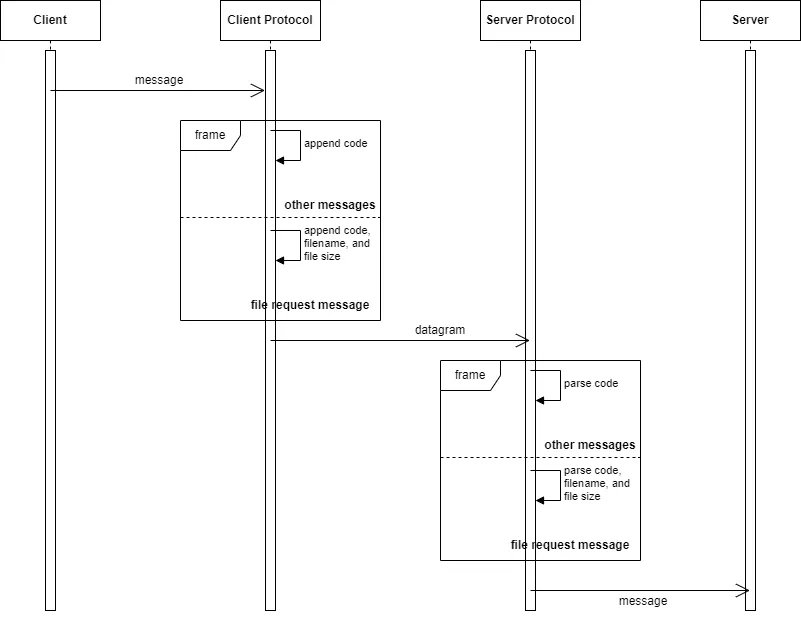 Client
Client Protocol
Server Protocol
Server
message
frame
append code
other messages
append code,
filename, and
file size
file request message
datagram
frame
parse code
other messages
parse code,
filename, and
file size
file request message
message